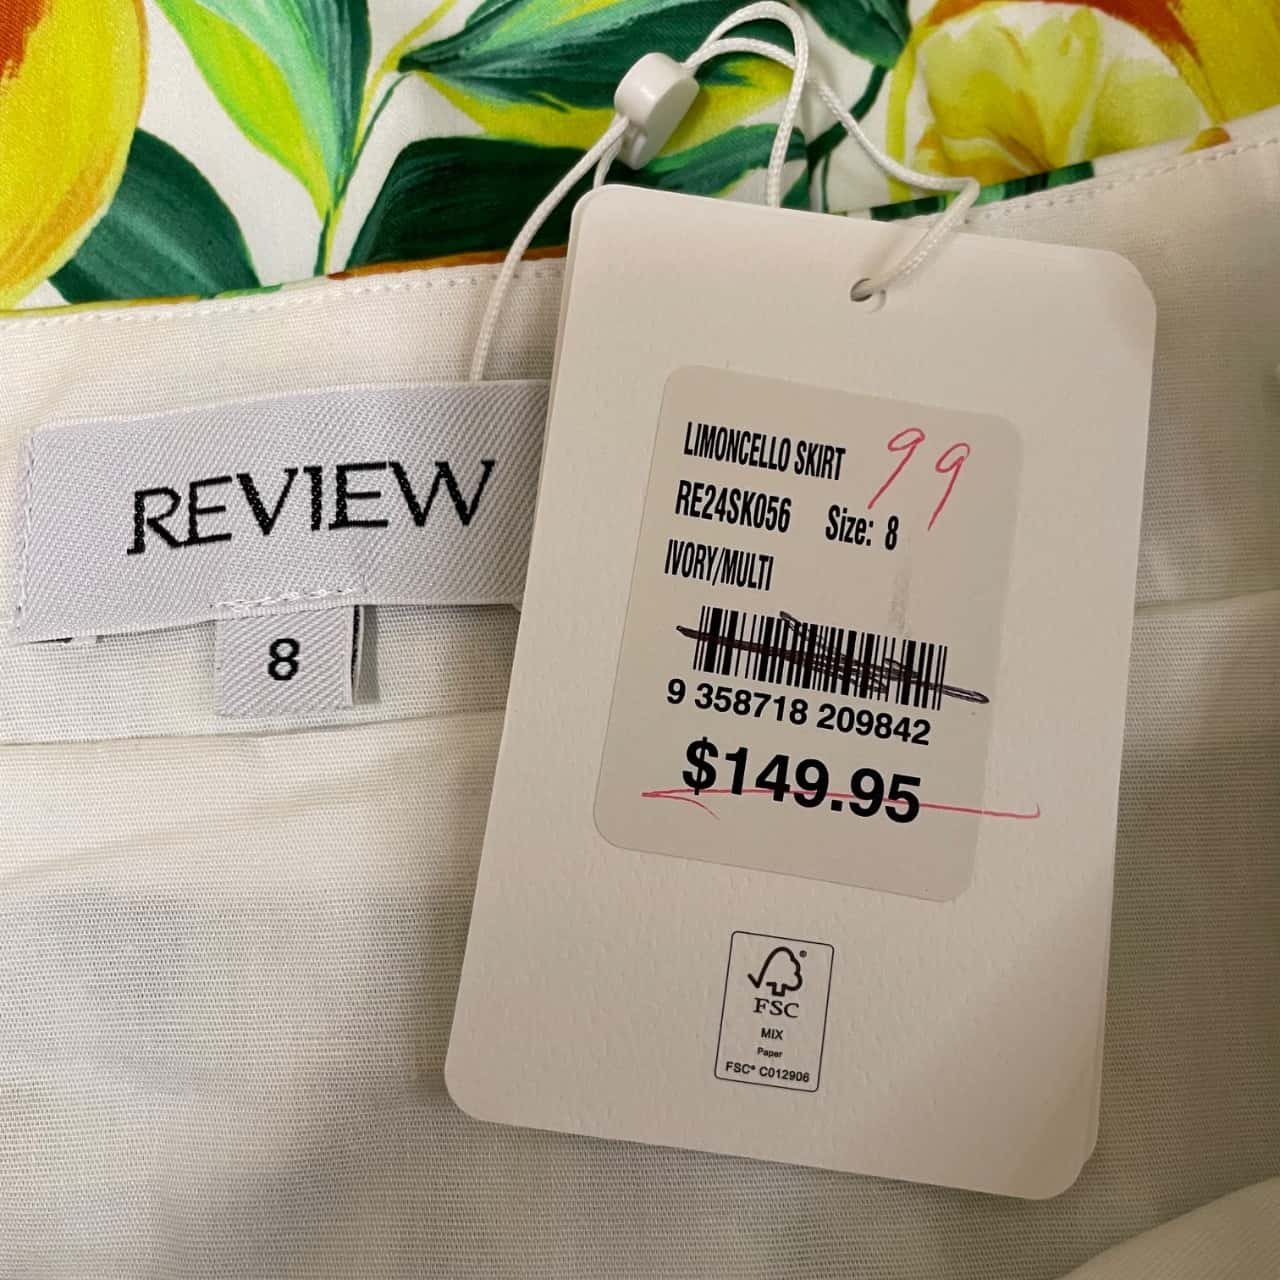 REVIEW
8
LIMONCELLO SKIRT 99
RE24SK056 Size: 8
IVORY/MULTI
9 358718 209842
$149.95
FSC®
MIX
Paper
FSC® C012906